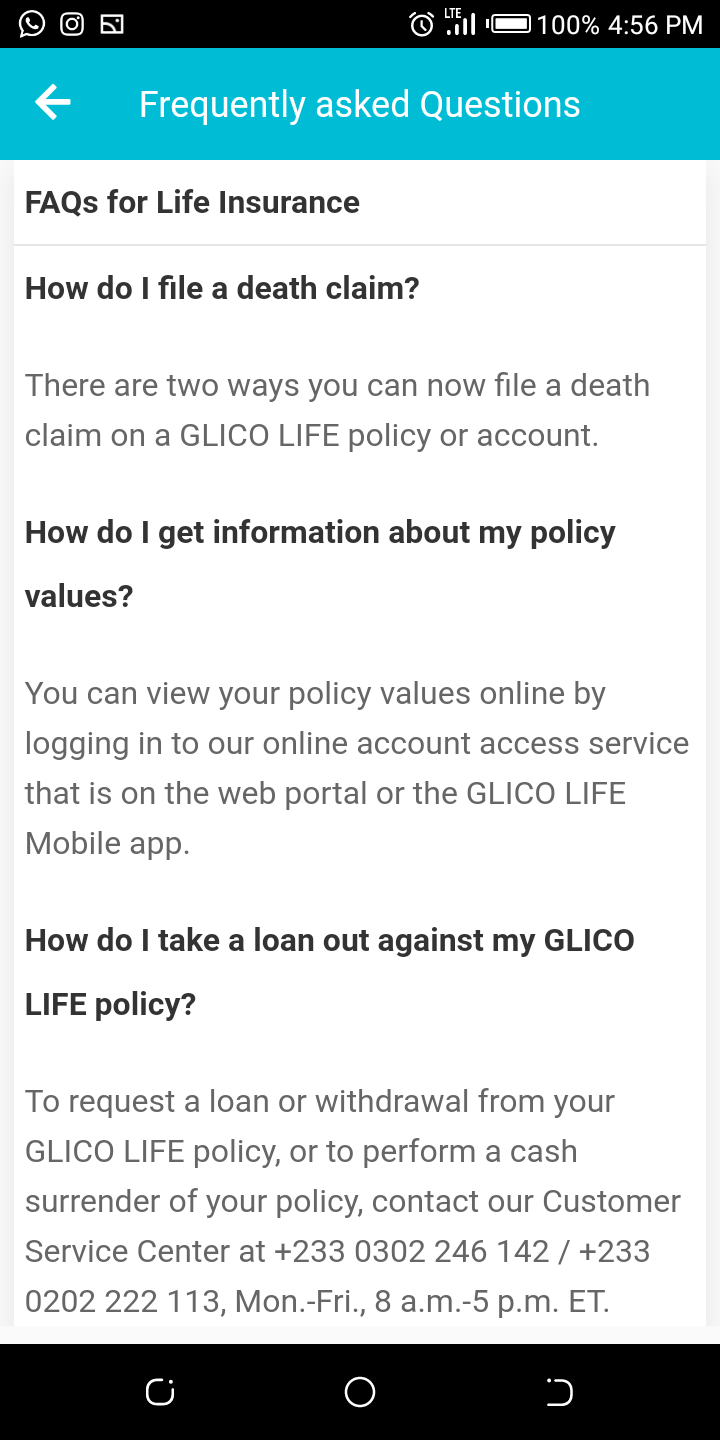 LTE 100% 4:56 PM
Frequently asked Questions
FAQs for Life Insurance
How do I file a death claim?
There are two ways you can now file a death
claim on a GLICO LIFE policy or account.
How do I get information about my policy
values?
You can view your policy values online by
logging in to our online account access service
that is on the web portal or the GLICO LIFE
Mobile app.
How do I take a loan out against my GLICO
LIFE policy?
To request a loan or withdrawal from your
GLICO LIFE policy, or to perform a cash
surrender of your policy, contact our Customer
Service Center at +233 0302 246 142 / +233
0202 222 113, Mon.-Fri., 8 a.m.-5 p.m. ET.